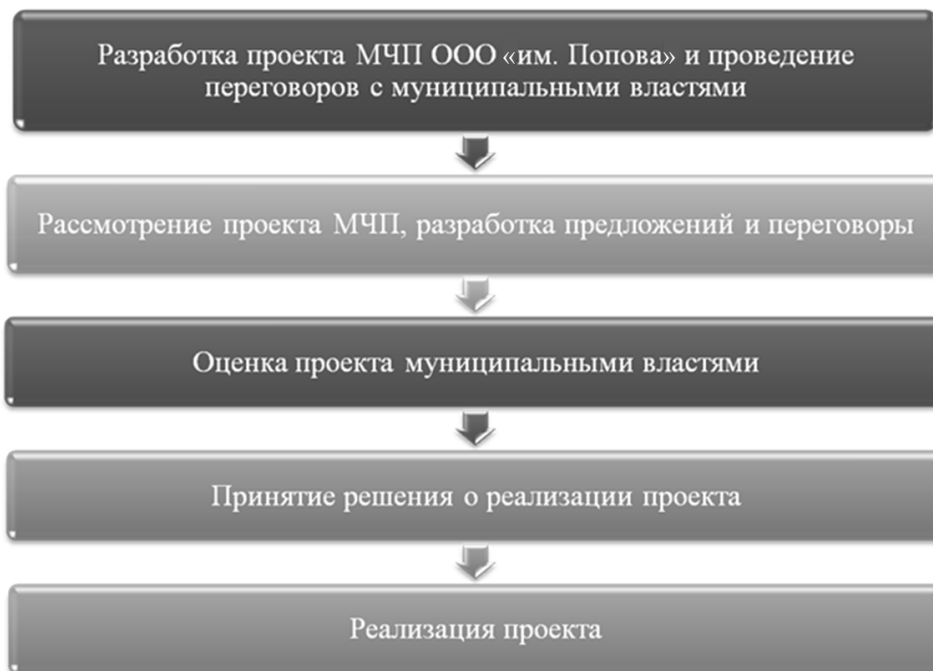 Разработка проекта МЧП ООО «им. Попова» и проведение
переговоров с муниципальными властями
Рассмотрение проекта МЧП, разработка предложений и переговоры
Оценка проекта муниципальными властями
Принятие решения о реализации проекта
Реализация проекта